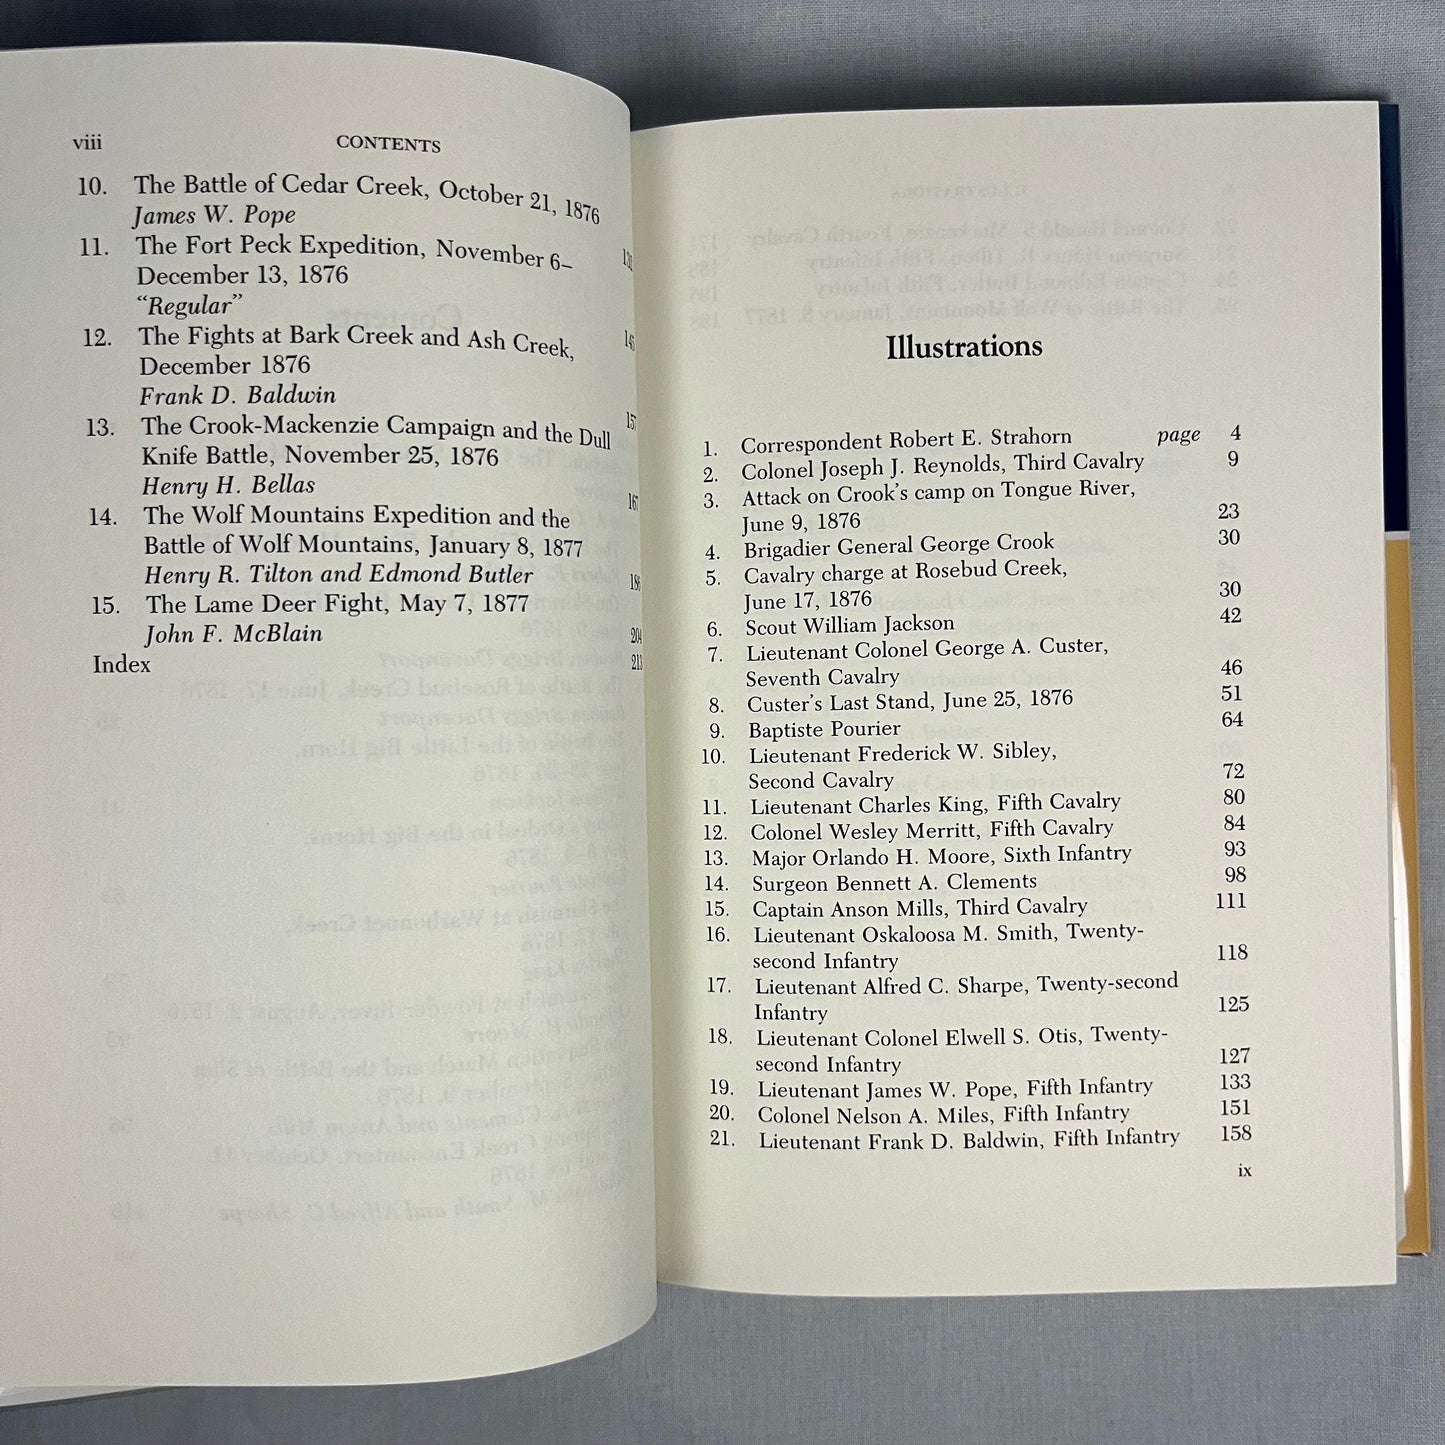 viii CONTENTS
10. The Battle of Cedar Creek, October 21, 1876
James W. Pope 132
11. The Fort Peck Expedition, November 6–
December 13, 1876
“Regular” 145
12. The Fights at Bark Creek and Ash Creek,
December 1876
Frank D. Baldwin 157
13. The Crook-Mackenzie Campaign and the Dull
Knife Battle, November 25, 1876
Henry H. Bellas 167
14. The Wolf Mountains Expedition and the
Battle of Wolf Mountains, January 8, 1877
Henry R. Tilton and Edmond Butler 186
15. The Lame Deer Fight, May 7, 1877
John F. McBlain 204
Index 213
Illustrations
1. Correspondent Robert E. Strahorn page 4
2. Colonel Joseph J. Reynolds, Third Cavalry 9
3. Attack on Crook’s camp on Tongue River,
June 9, 1876 23
4. Brigadier General George Crook 30
5. Cavalry charge at Rosebud Creek,
June 17, 1876 30
6. Scout William Jackson 42
7. Lieutenant Colonel George A. Custer,
Seventh Cavalry 46
8. Custer’s Last Stand, June 25, 1876 51
9. Baptiste Pourier 64
10. Lieutenant Frederick W. Sibley,
Second Cavalry 72
11. Lieutenant Charles King, Fifth Cavalry 80
12. Colonel Wesley Merritt, Fifth Cavalry 84
13. Major Orlando H. Moore, Sixth Infantry 93
14. Surgeon Bennett A. Clements 98
15. Captain Anson Mills, Third Cavalry 111
16. Lieutenant Oskaloosa M. Smith, Twenty-
second Infantry 118
17. Lieutenant Alfred C. Sharpe, Twenty-second
Infantry 125
18. Lieutenant Colonel Elwell S. Otis, Twenty-
second Infantry 127
19. Lieutenant James W. Pope, Fifth Infantry 133
20. Colonel Nelson A. Miles, Fifth Infantry 151
21. Lieutenant Frank D. Baldwin, Fifth Infantry 158
ix